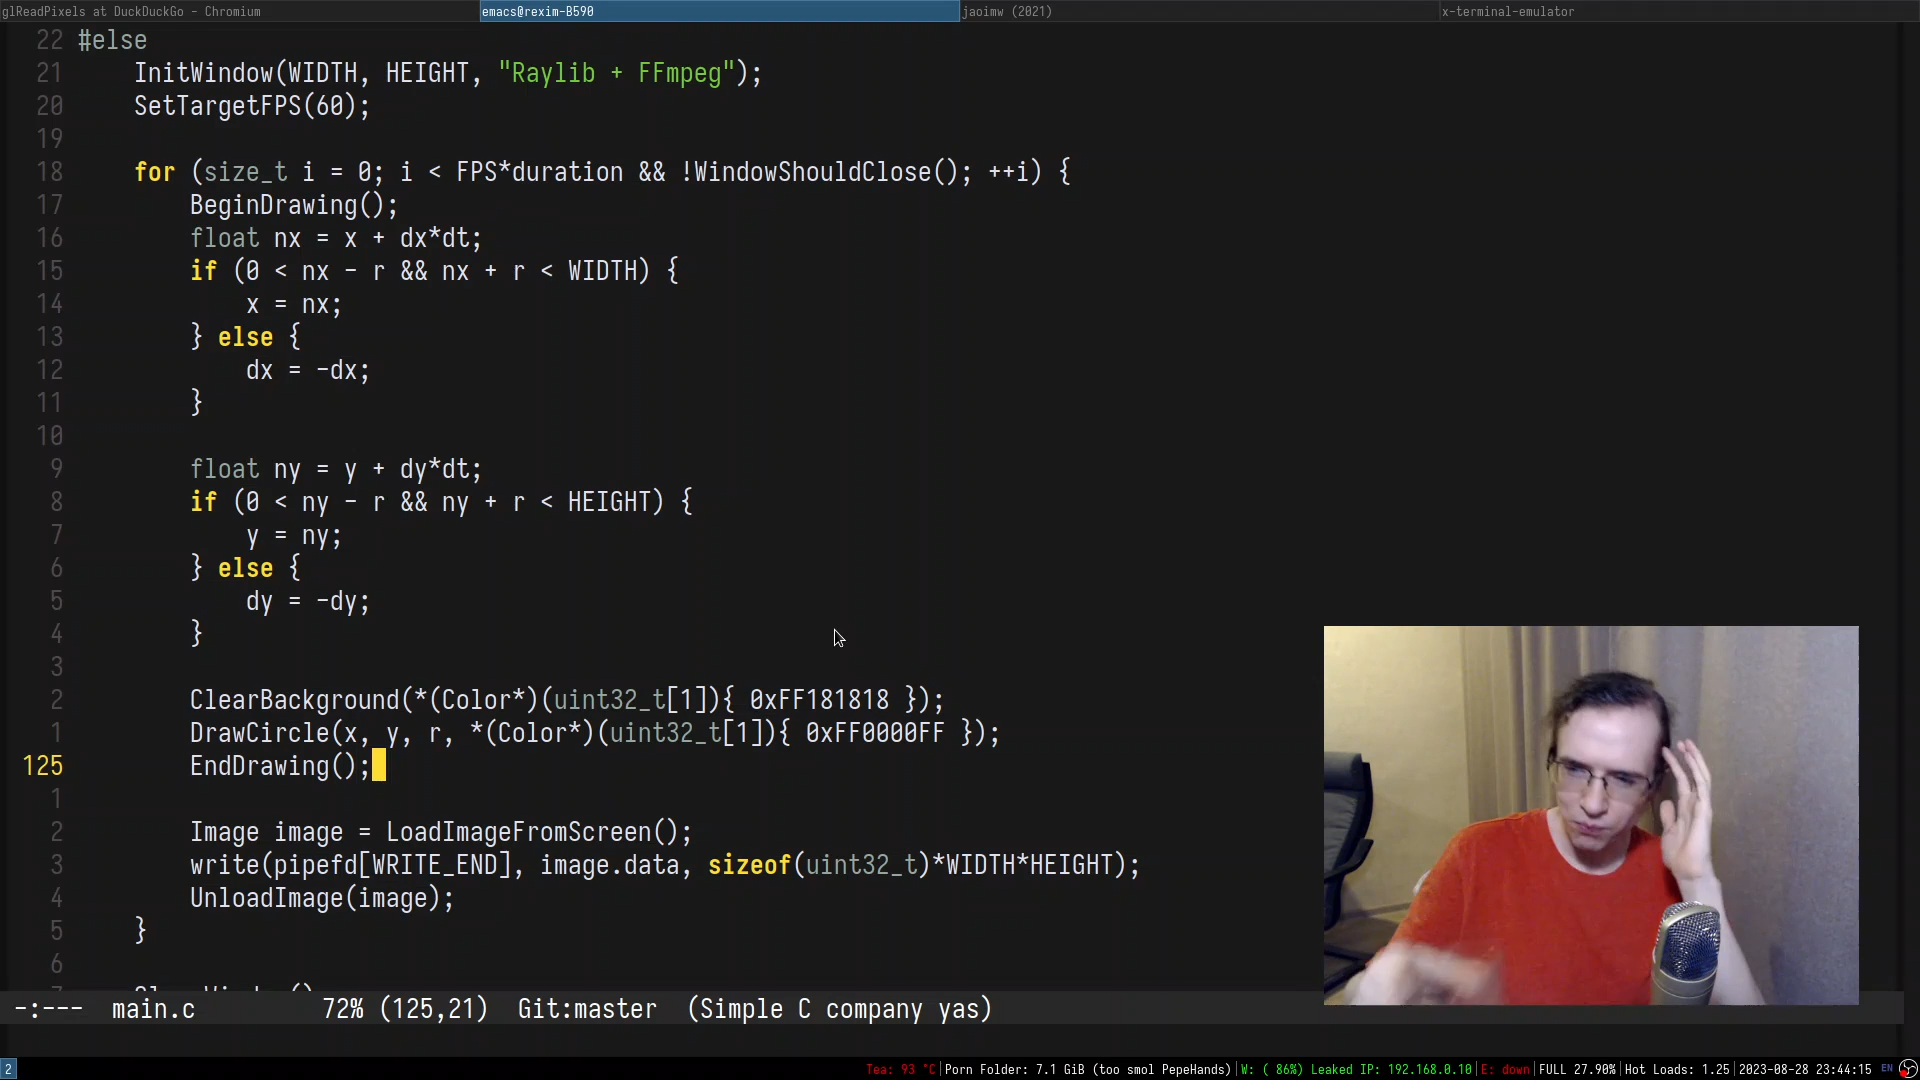 glReadPixels at DuckDuckGo - Chromium
emacs@rexim-B590
jaoimw (2021)
x-terminal-emulator
22 #else
21 InitWindow(WIDTH, HEIGHT, "Raylib + FFmpeg");
20 SetTargetFPS(60);
19
18 for (size_t i = 0; i < FPS*duration && !WindowShouldClose(); ++i) {
17 BeginDrawing();
16 float nx = x + dx*dt;
15 if (0 < nx - r && nx + r < WIDTH) {
14 x = nx;
13 } else {
12 dx = -dx;
11 }
10
9 float ny = y + dy*dt;
8 if (0 < ny - r && ny + r < HEIGHT) {
7 y = ny;
6 } else {
5 dy = -dy;
4 }
3
2 ClearBackground(*(Color*)(uint32_t[1]){ 0xFF181818 });
1 DrawCircle(x, y, r, *(Color*)(uint32_t[1]){ 0xFF0000FF });
125 EndDrawing();
1
2 Image image = LoadImageFromScreen();
3 write(pipefd[WRITE_END], image.data, sizeof(uint32_t)*WIDTH*HEIGHT);
4 UnloadImage(image);
5 }
6
-:--- main.c 72% (125,21) Git:master (Simple C company yas)
2 Tea: 93 °C|Porn Folder: 7.1 GiB (too smol PepeHands)|W: ( 86%) Leaked IP: 192.168.0.10|E: down|FULL 27.90%|Hot Loads: 1.25|2023-08-28 23:44:15 EN